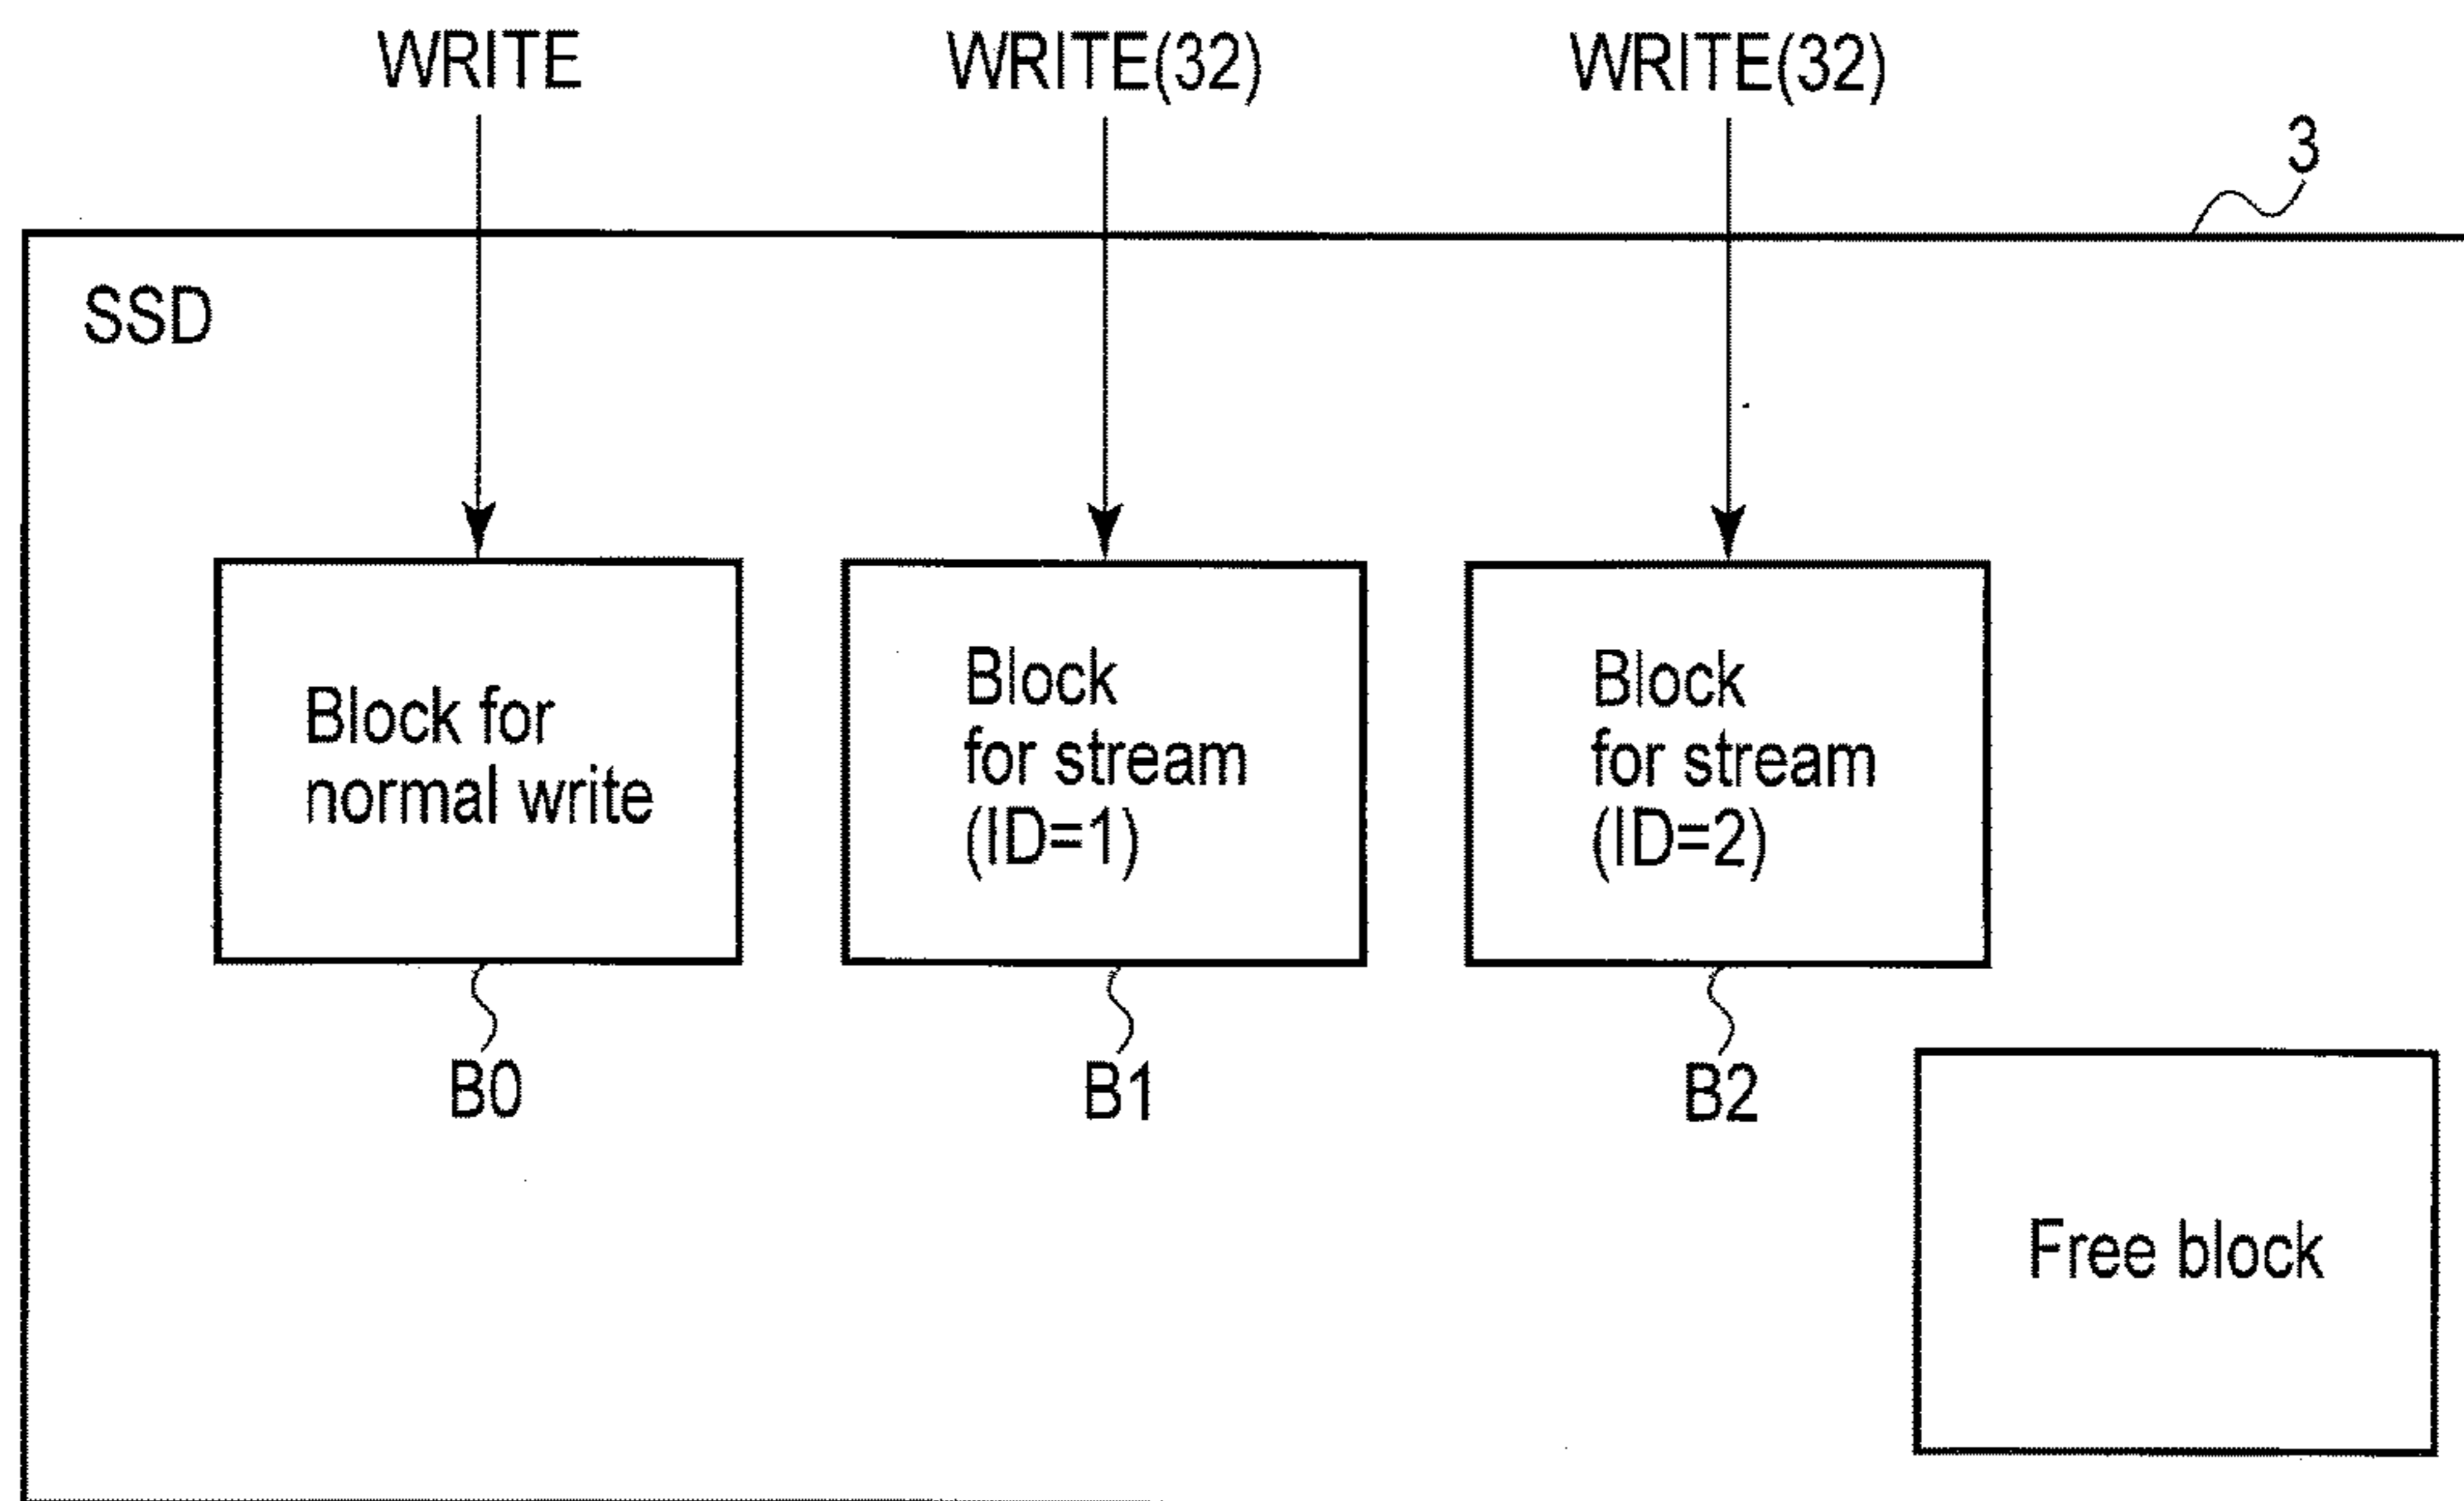 WRITE
WRITE(32)
WRITE(32)
3
SSD
Block for
normal write
Block
for stream
(ID=1)
Block
for stream
(ID=2)
B0
B1
B2
Free block